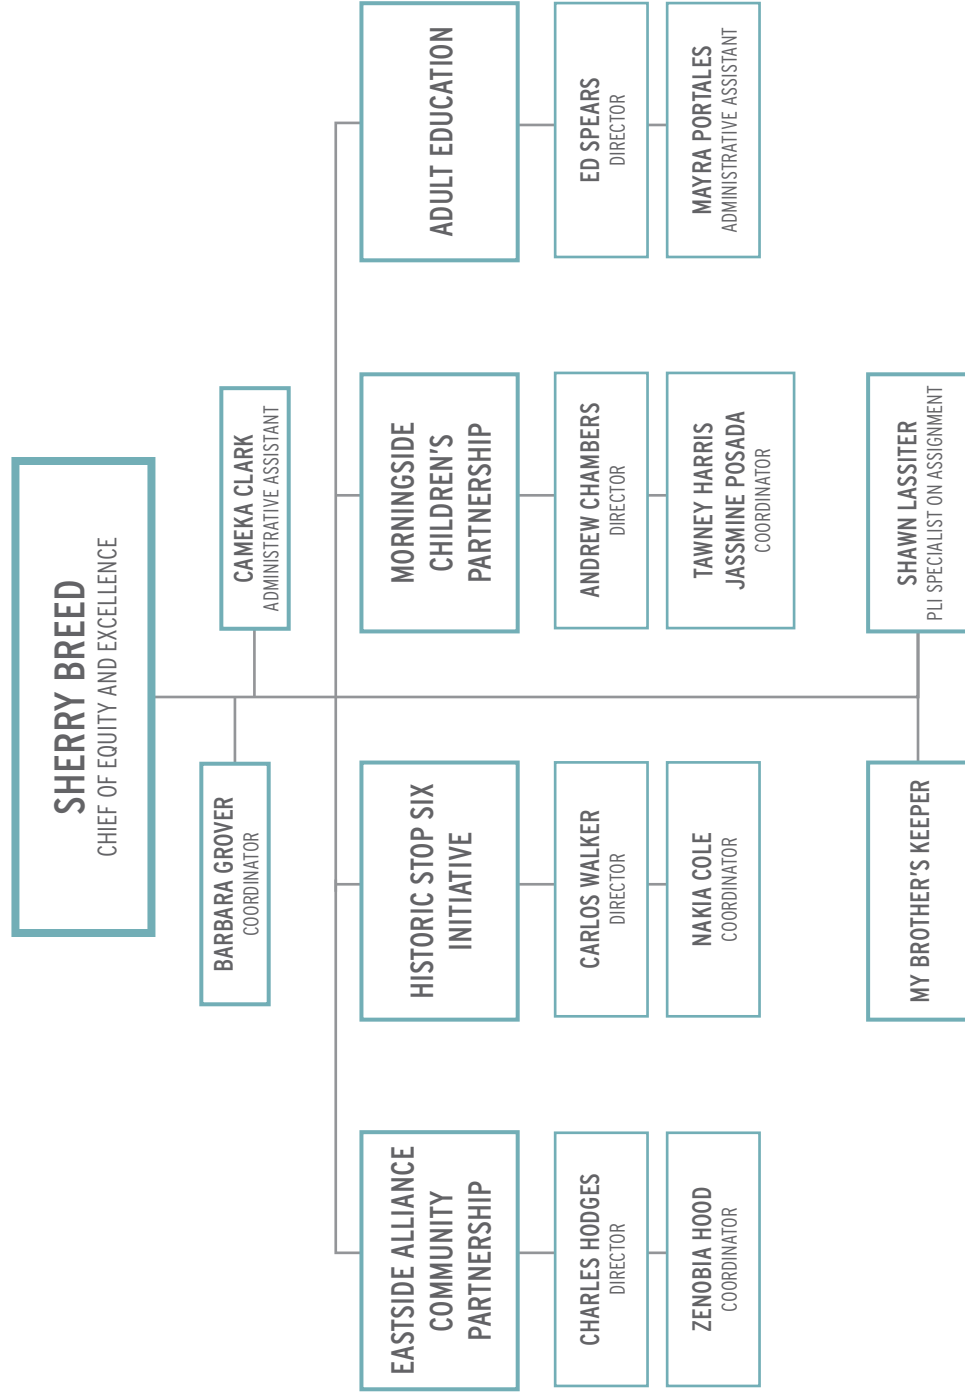 SHERRY BREED
CHIEF OF EQUITY AND EXCELLENCE
BARBARA GROVER
COORDINATOR
CAMEKA CLARK
ADMINISTRATIVE ASSISTANT
EASTSIDE ALLIANCE
COMMUNITY
PARTNERSHIP
CHARLES HODGES
DIRECTOR
ZENOBIA HOOD
COORDINATOR
HISTORIC STOP SIX
INITIATIVE
CARLOS WALKER
DIRECTOR
NAKIA COLE
COORDINATOR
MORNINGSIDE
CHILDREN'S
PARTNERSHIP
ANDREW CHAMBERS
DIRECTOR
TAWNEY HARRIS
JASSMINE POSADA
COORDINATOR
ADULT EDUCATION
ED SPEARS
DIRECTOR
MAYRA PORTALES
ADMINISTRATIVE ASSISTANT
MY BROTHER'S KEEPER
SHAWN LASSITER
PLI SPECIALIST ON ASSIGNMENT